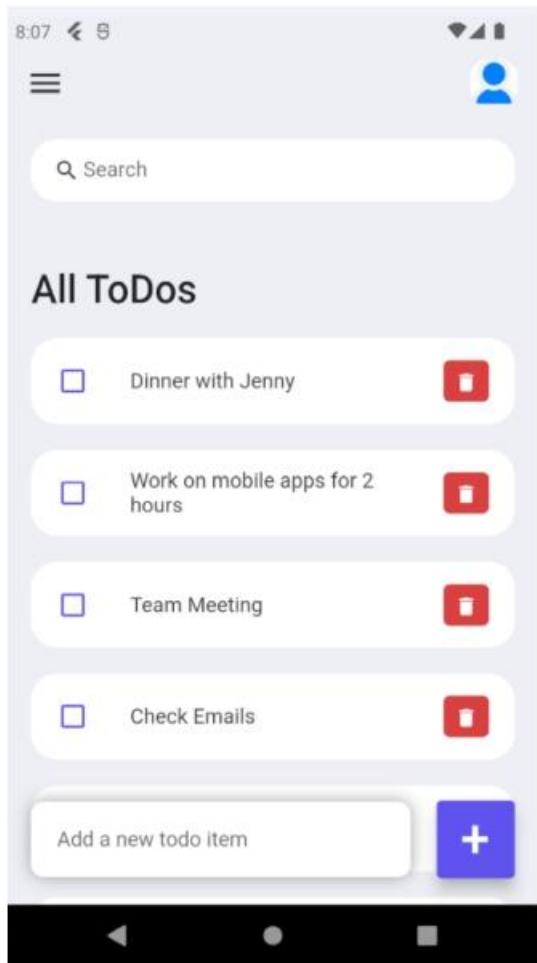 8:07
Search
All ToDos
Dinner with Jenny
Work on mobile apps for 2
hours
Team Meeting
Check Emails
Add a new todo item